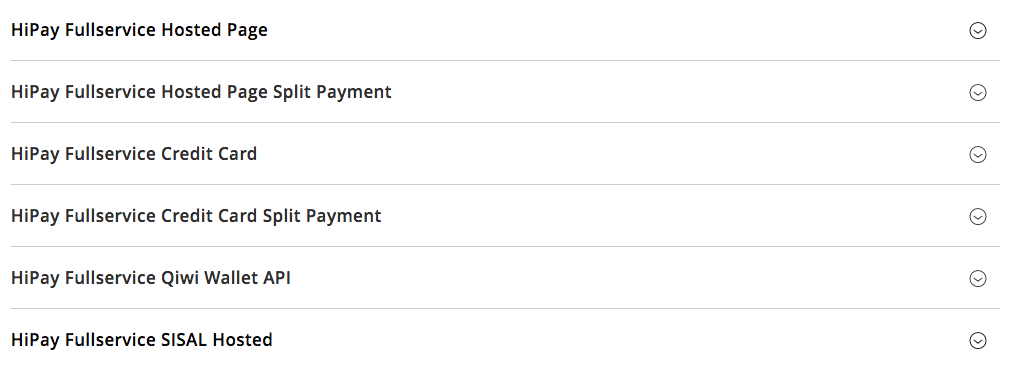 HiPay Fullservice Hosted Page
HiPay Fullservice Hosted Page Split Payment
HiPay Fullservice Credit Card
HiPay Fullservice Credit Card Split Payment
HiPay Fullservice Qiwi Wallet API
HiPay Fullservice SISAL Hosted